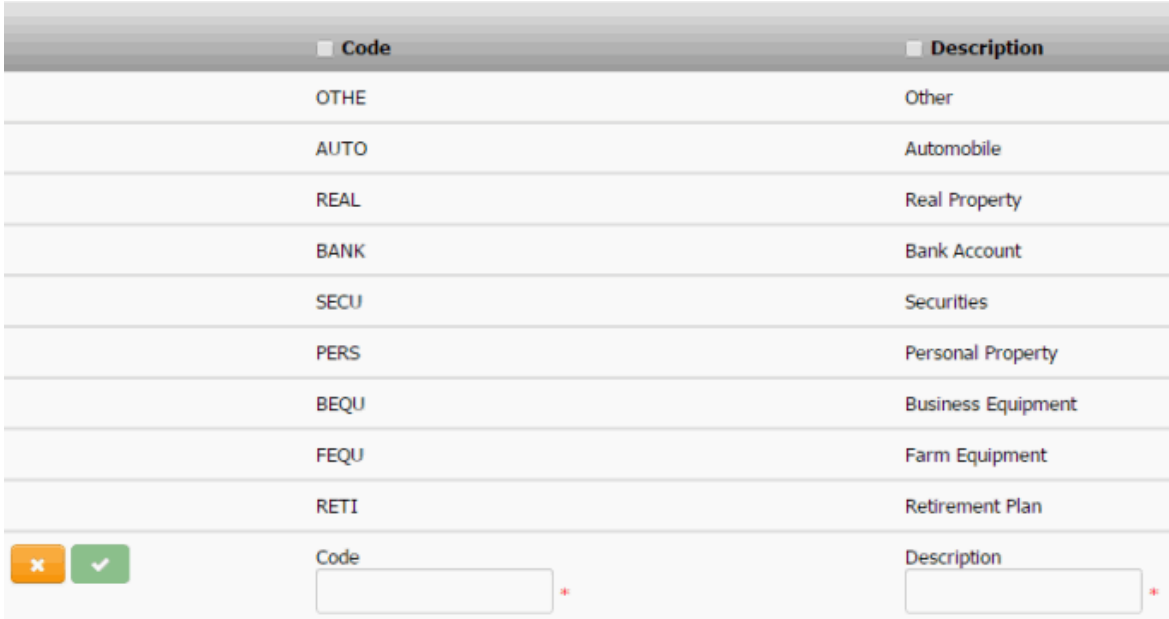 Code Description
OTHE Other
AUTO Automobile
REAL Real Property
BANK Bank Account
SECU Securities
PERS Personal Property
BEQU Business Equipment
FEQU Farm Equipment
RETI Retirement Plan
Code Description
* *